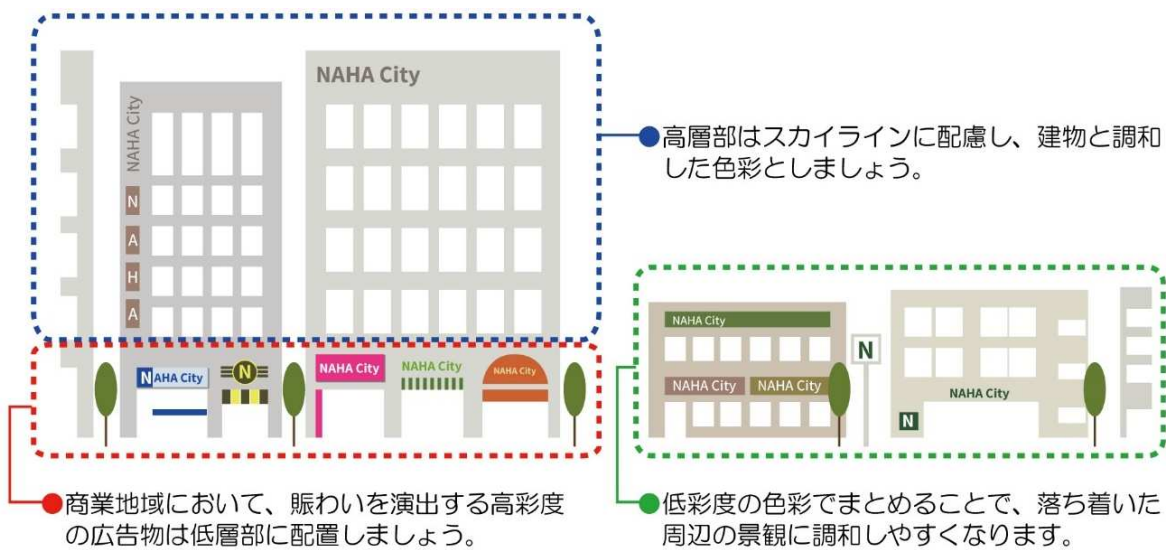 NAHA City
NAHA City
N
A
H
A
高層部はスカイラインに配慮し、建物と調和
した色彩としましょう。
NAHA City
N
NAHA City
NAHA City
NAHA City
N
NAHA City
NAHA City
NAHA City
NAHA City
N
NAHA City
N
商業地域において、賑わいを演出する高彩度
の広告物は低層部に配置しましょう。
低彩度の色彩でまとめることで、落ち着いた
周辺の景観に調和しやすくなります。